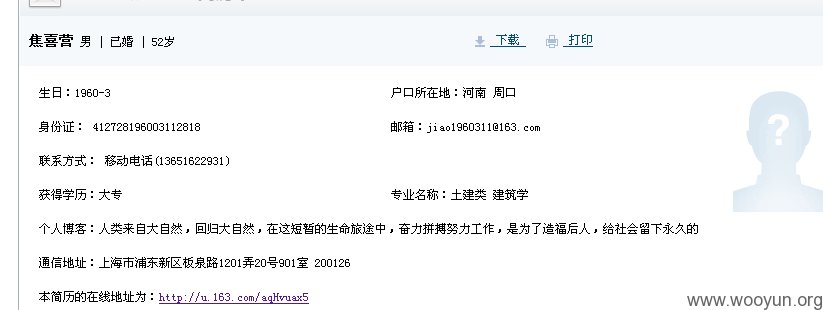 焦喜营 男 | 已婚 | 52岁 下载 打印
生日：1960-3 户口所在地：河南 周口
身份证： 412728196003112818 邮箱：jiao196031​1@163.com
联系方式： 移动电话(13651622931)
获得学历：大专 专业名称：土建类 建筑学
个人博客：人类来自大自然，回归大自然，在这短暂的生命旅途中，奋力拼搏努力工作，是为了造福后人，给社会留下永久的
通信地址：上海市浦东新区板泉路1201弄20号901室 200126
本简历的在线地址为：http://u.163.com/aqHvuax5
www.wooyun.org